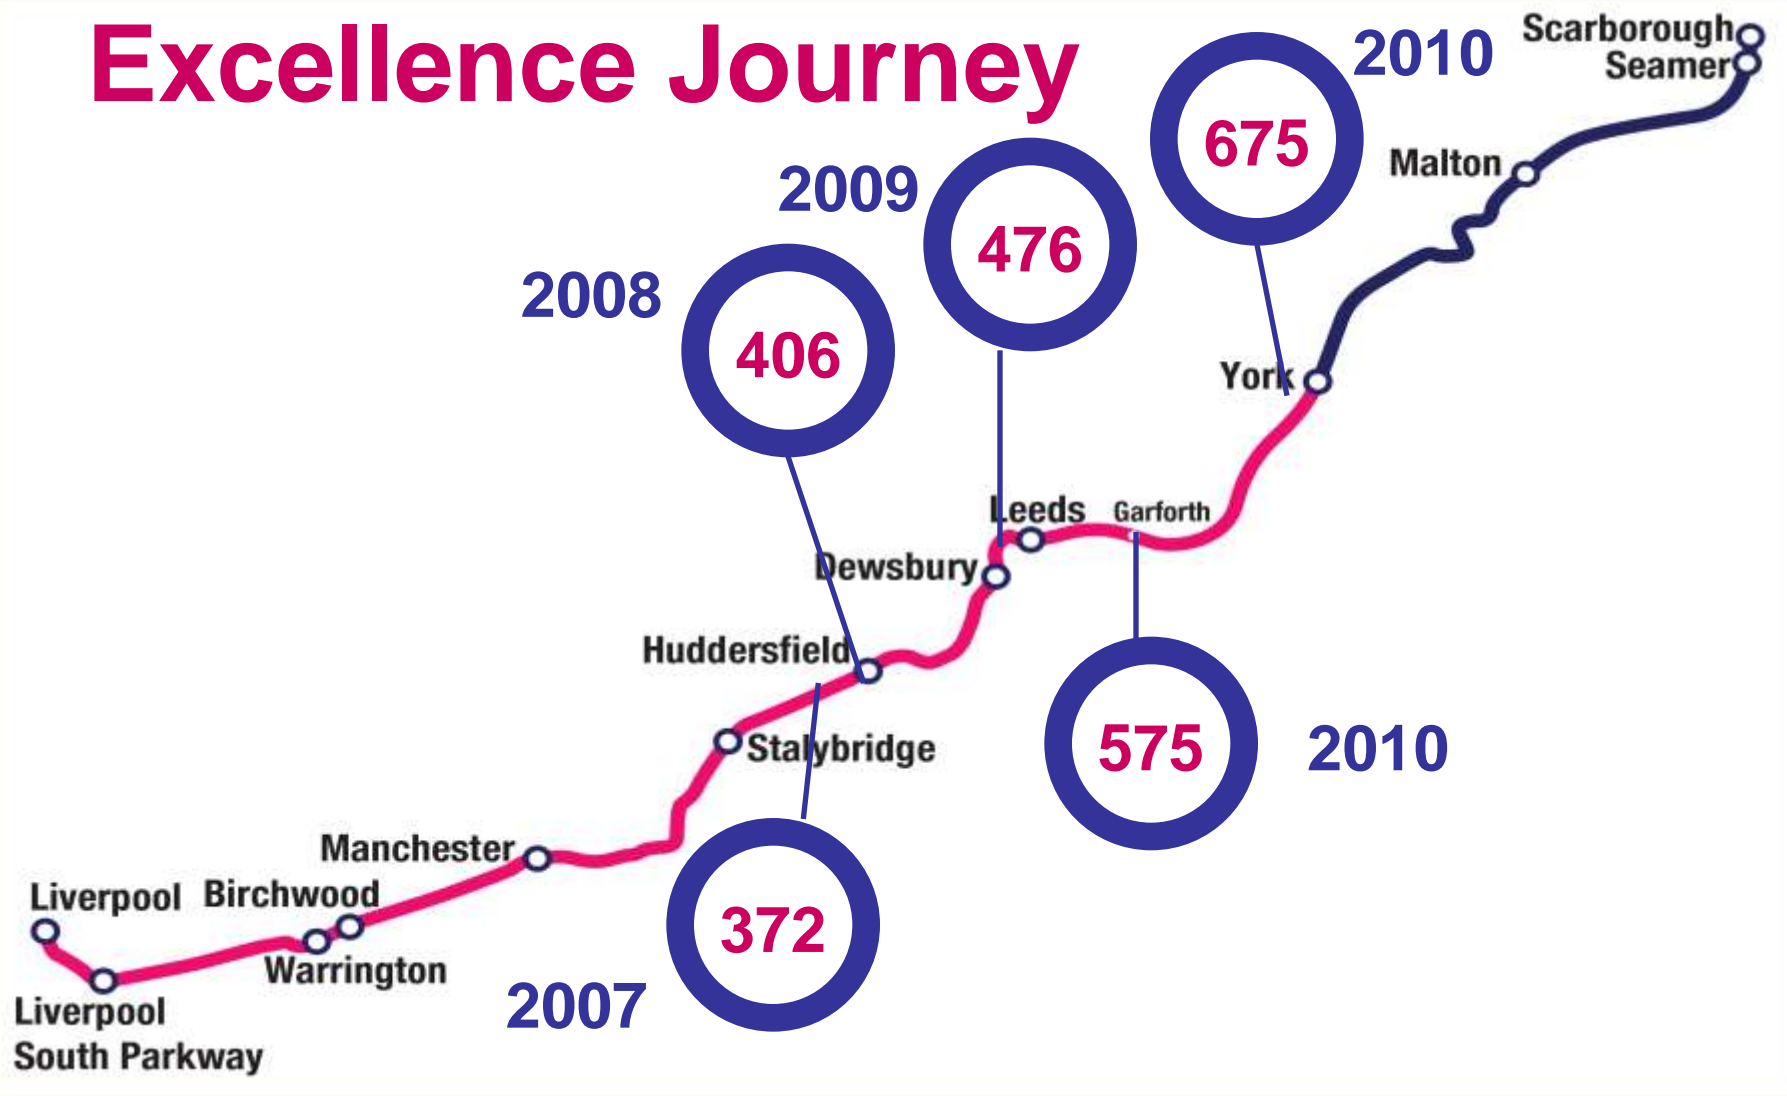 Excellence Journey
2010
Scarborough
Seamer
675
Malton
2009
476
2008
406
York
Leeds
Garforth
Dewsbury
Huddersfield
Stalybridge
575
2010
Manchester
Liverpool
Birchwood
372
Warrington
2007
Liverpool
South Parkway